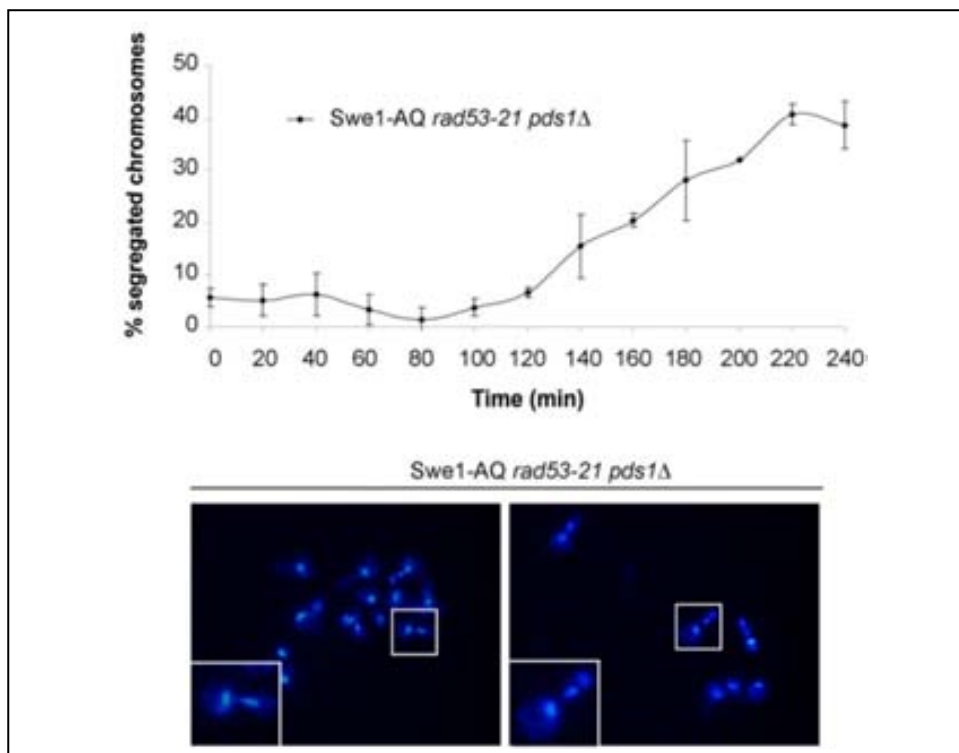 50
Swe1-AQ rad53-21 pds1Δ
40
30
20
10
0
% segregated chromosomes
0 20 40 60 80 100 120 140 160 180 200 220 240
Time (min)
Swe1-AQ rad53-21 pds1Δ